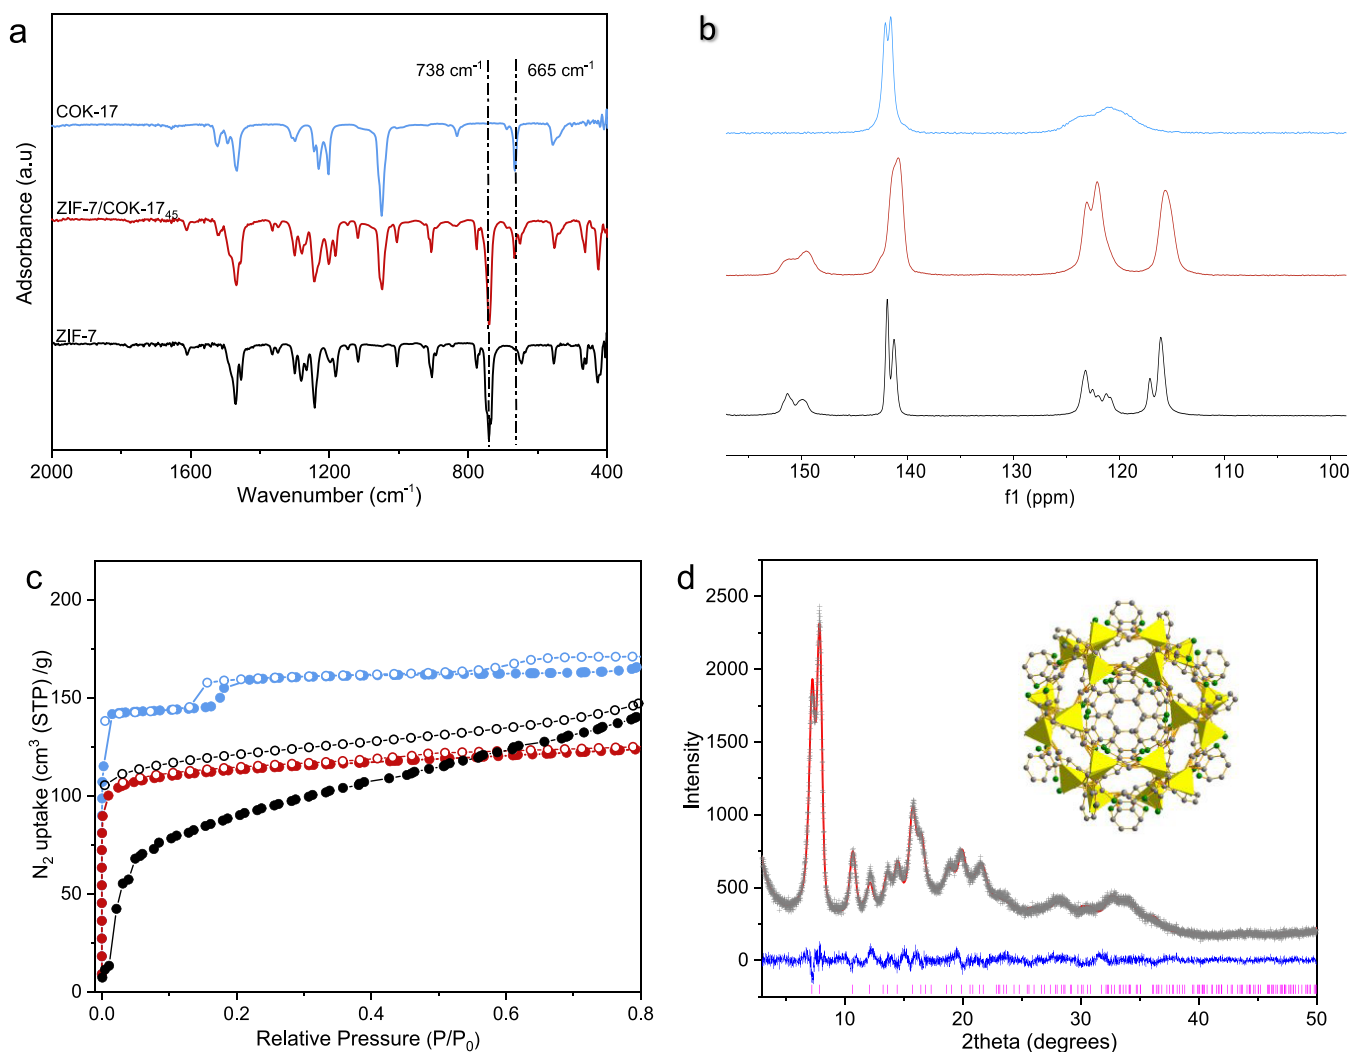 a
738 cm⁻¹
665 cm⁻¹
COK-17
ZIF-7/COK-17₄₅
ZIF-7
Adsorbance (a.u)
2000 1600 1200 800 400
Wavenumber (cm⁻¹)
b
150 140 130 120 110 100
f1 (ppm)
c
200
150
100
50
0
N₂ uptake (cm³ (STP) /g)
0.0 0.2 0.4 0.6 0.8
Relative Pressure (P/P₀)
d
2500
2000
1500
1000
500
0
Intensity
10 20 30 40 50
2theta (degrees)